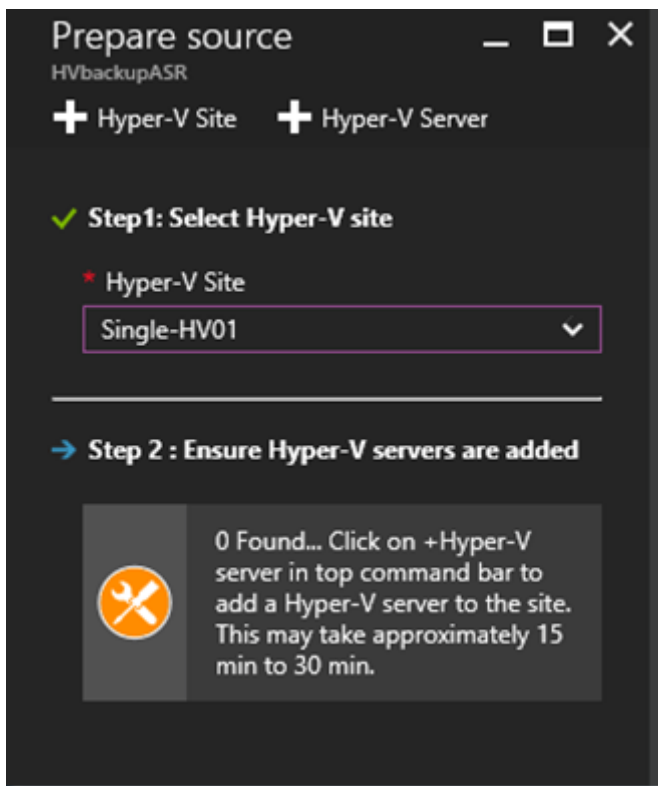 Prepare source
HVbackupASR
Hyper-V Site Hyper-V Server
Step1: Select Hyper-V site
* Hyper-V Site
Single-HV01
Step 2 : Ensure Hyper-V servers are added
0 Found... Click on +Hyper-V
server in top command bar to
add a Hyper-V server to the site.
This may take approximately 15
min to 30 min.